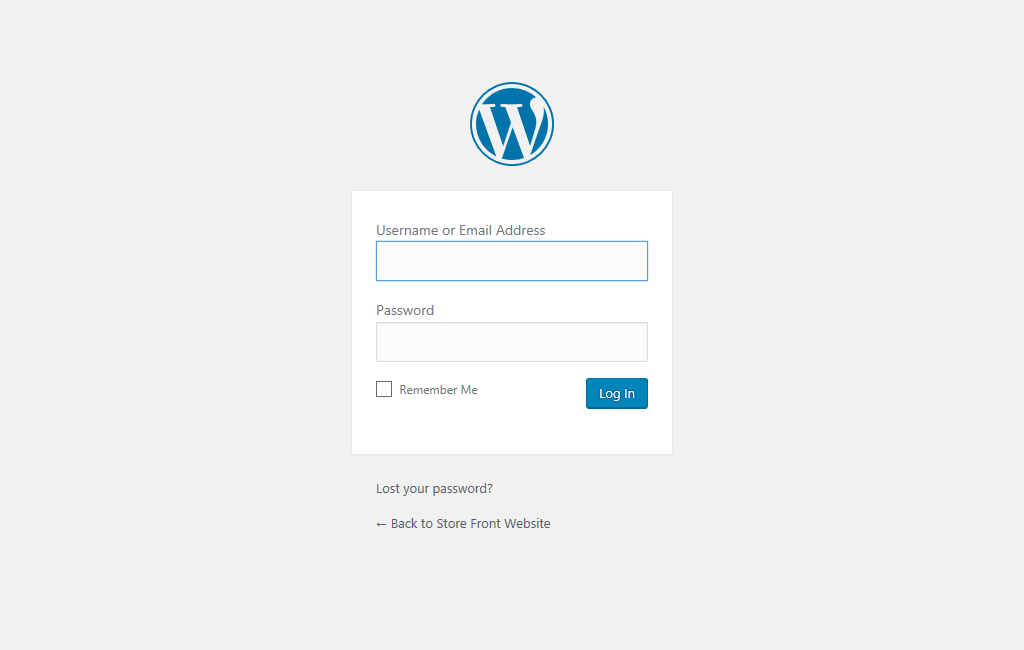 Username or Email Address
Password
Remember Me
Log In
Lost your password?
← Back to Store Front Website